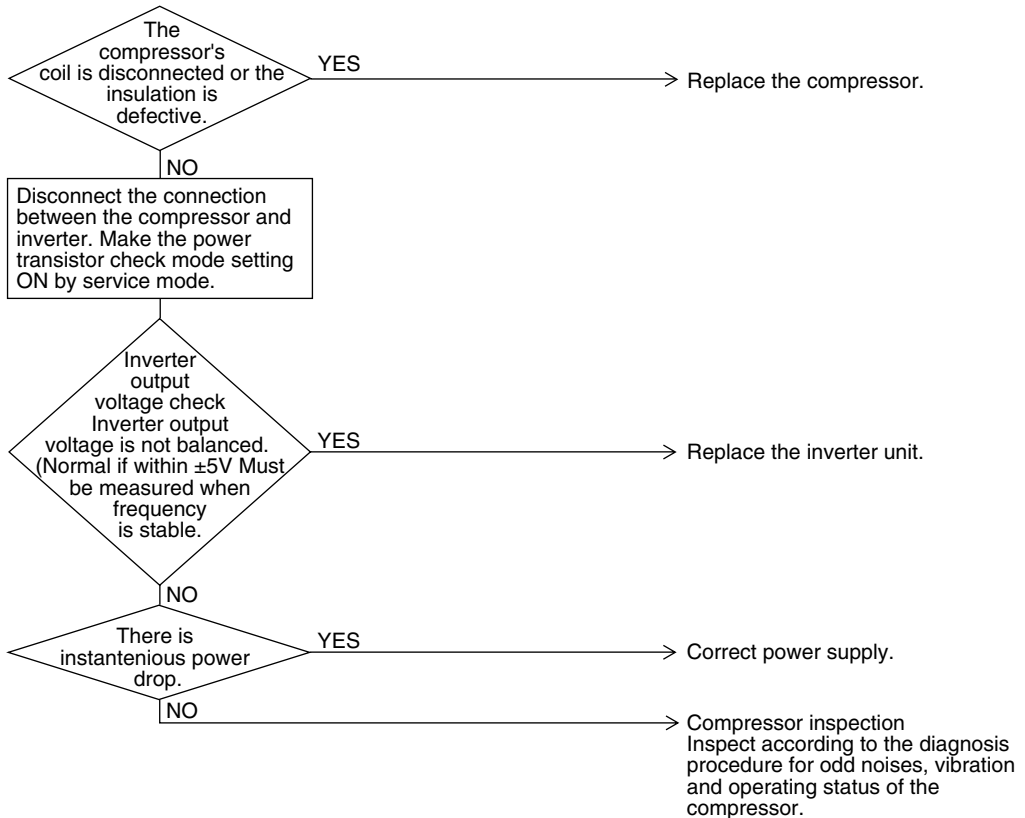 The
compressor's
coil is disconnected or the
insulation is
defective.
YES
Replace the compressor.
NO
Disconnect the connection
between the compressor and
inverter. Make the power
transistor check mode setting
ON by service mode.
Inverter
output
voltage check
Inverter output
voltage is not balanced.
(Normal if within ±5V Must
be measured when
frequency
is stable.
YES
Replace the inverter unit.
NO
There is
instantenious power
drop.
YES
Correct power supply.
NO
Compressor inspection
Inspect according to the diagnosis
procedure for odd noises, vibration
and operating status of the
compressor.